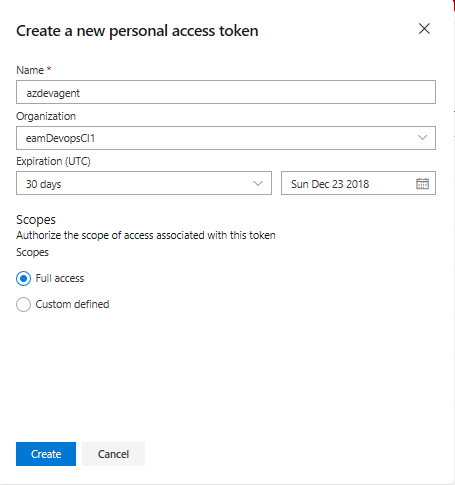 Create a new personal access token
Name *
azdevagent
Organization
eamDevopsCI1
Expiration (UTC)
30 days
Sun Dec 23 2018
Scopes
Authorize the scope of access associated with this token
Scopes
Full access
Custom defined
Create
Cancel